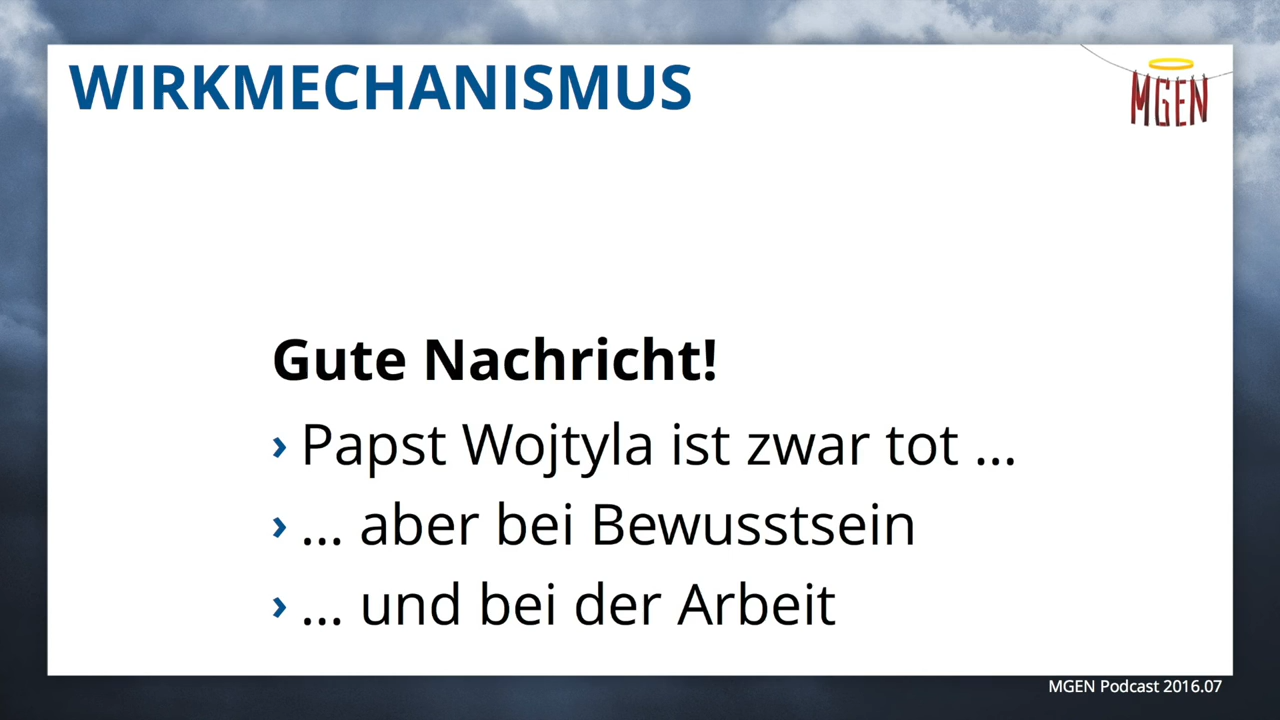 WIRKMECHANISMUS
MGEN
Gute Nachricht!
› Papst Wojtyla ist zwar tot ...
› ... aber bei Bewusstsein
› ... und bei der Arbeit
MGEN Podcast 2016.07